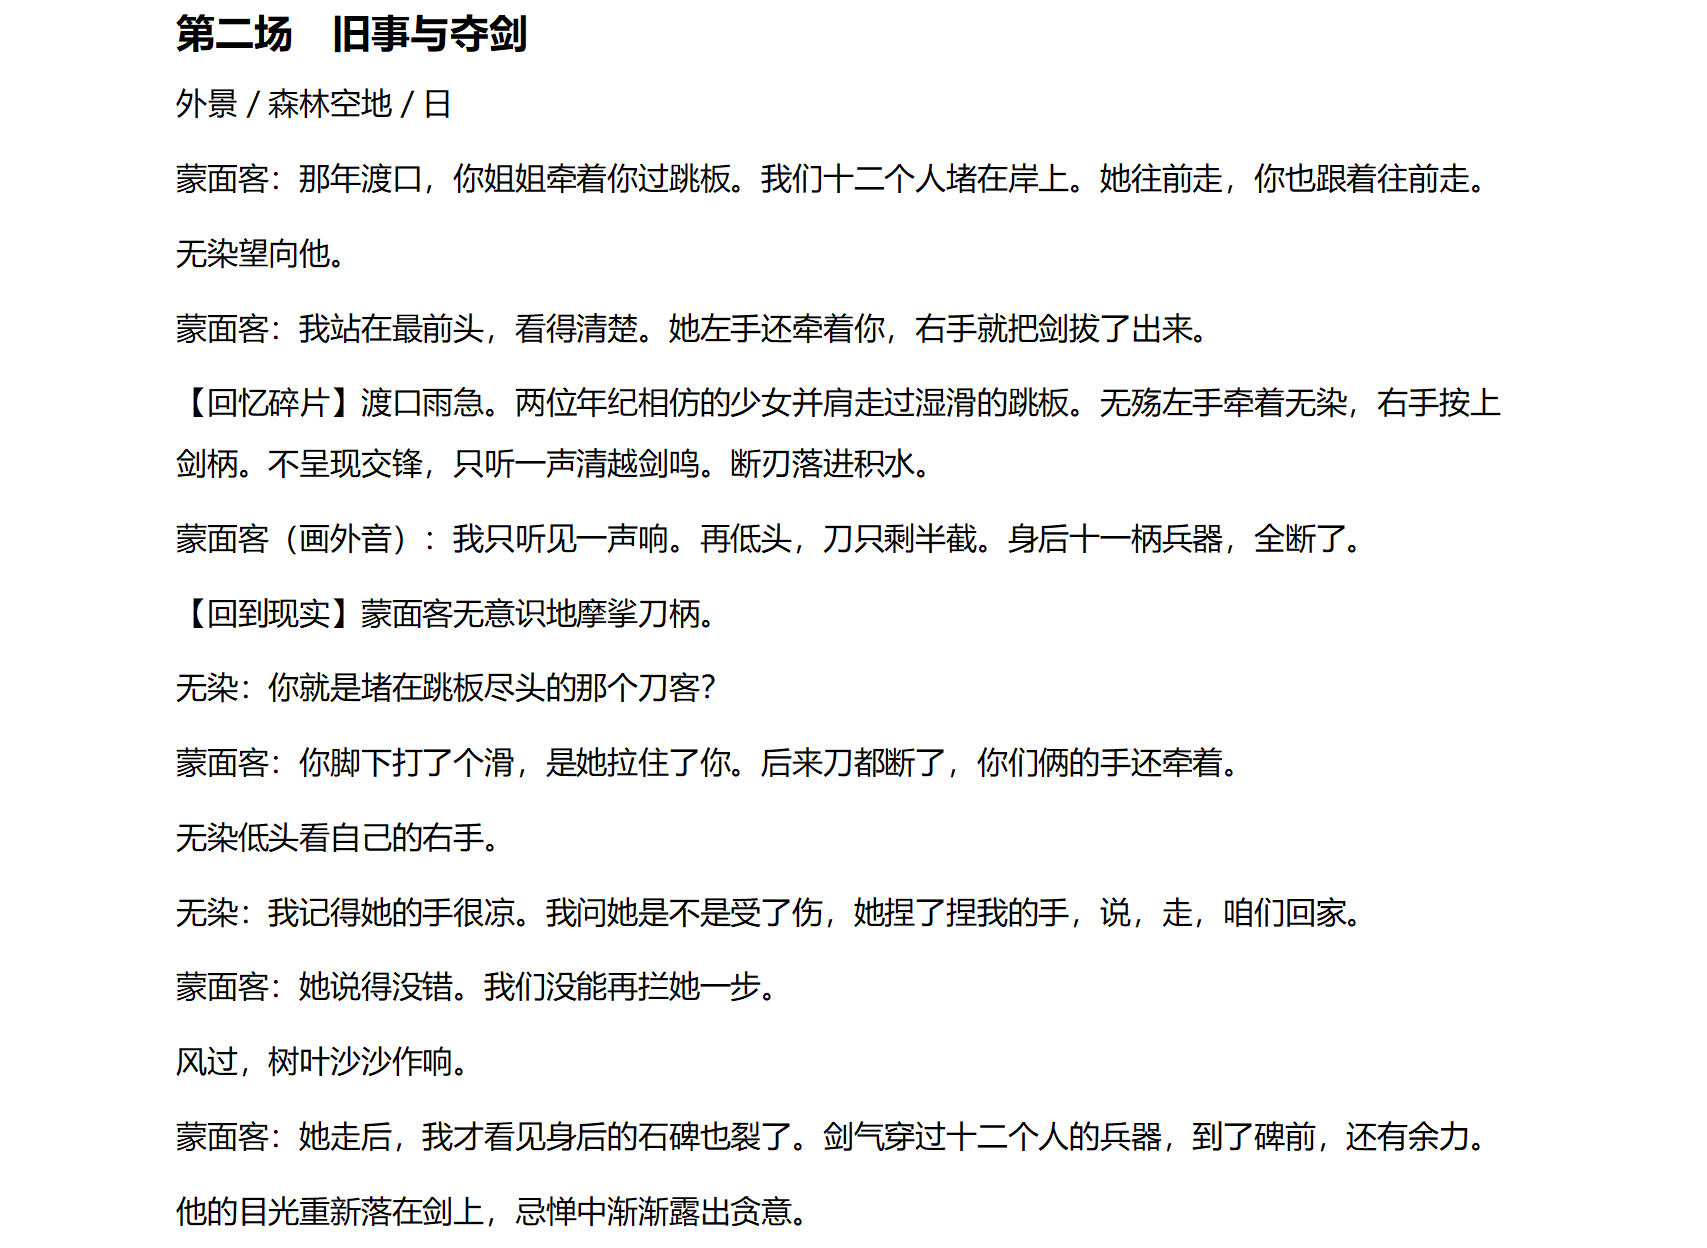 第二场　旧事与夺剑
外景 / 森林空地 / 日
蒙面客：那年渡口，你姐姐牵着你过跳板。我们十二个人堵在岸上。她往前走，你也跟着往前走。
无染望向他。
蒙面客：我站在最前头，看得清楚。她左手还牵着你，右手就把剑拔了出来。
【回忆碎片】渡口雨急。两位年纪相仿的少女并肩走过湿滑的跳板。无殇左手牵着无染，右手按上
剑柄。不呈现交锋，只听一声清越剑鸣。断刃落进积水。
蒙面客（画外音）：我只听见一声响。再低头，刀只剩半截。身后十一柄兵器，全断了。
【回到现实】蒙面客无意识地摩挲刀柄。
无染：你就是堵在跳板尽头的那个刀客？
蒙面客：你脚下打了个滑，是她拉住了你。后来刀都断了，你们俩的手还牵着。
无染低头看自己的右手。
无染：我记得她的手很凉。我问她是不是受了伤，她捏了捏我的手，说，走，咱们回家。
蒙面客：她说得没错。我们没能再拦她一步。
风过，树叶沙沙作响。
蒙面客：她走后，我才看见身后的石碑也裂了。剑气穿过十二个人的兵器，到了碑前，还有余力。
他的目光重新落在剑上，忌惮中渐渐露出贪意。